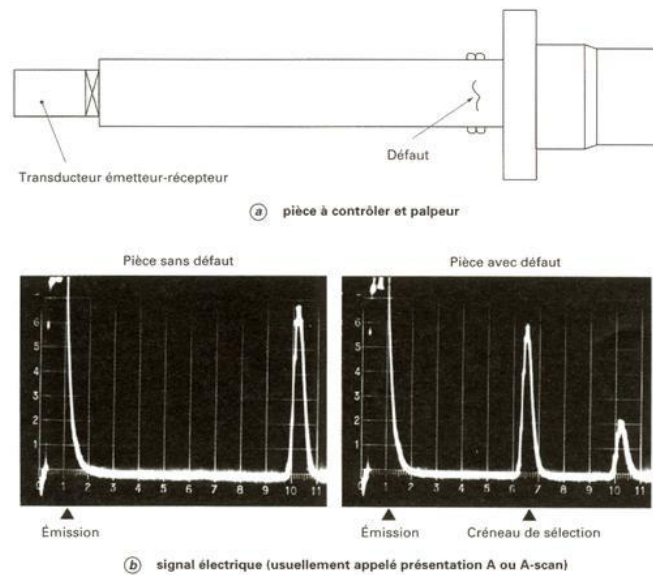 Défaut
Transducteur émetteur-récepteur
a pièce à contrôler et palpeur
Pièce sans défaut
Pièce avec défaut
6
5
4
3
2
1
0 1 2 3 4 5 6 7 8 9 10 11
6
5
4
3
2
1
0 1 2 3 4 5 6 7 8 9 10 11
Émission
Émission
Créneau de sélection
b signal électrique (usuellement appelé présentation A ou A-scan)